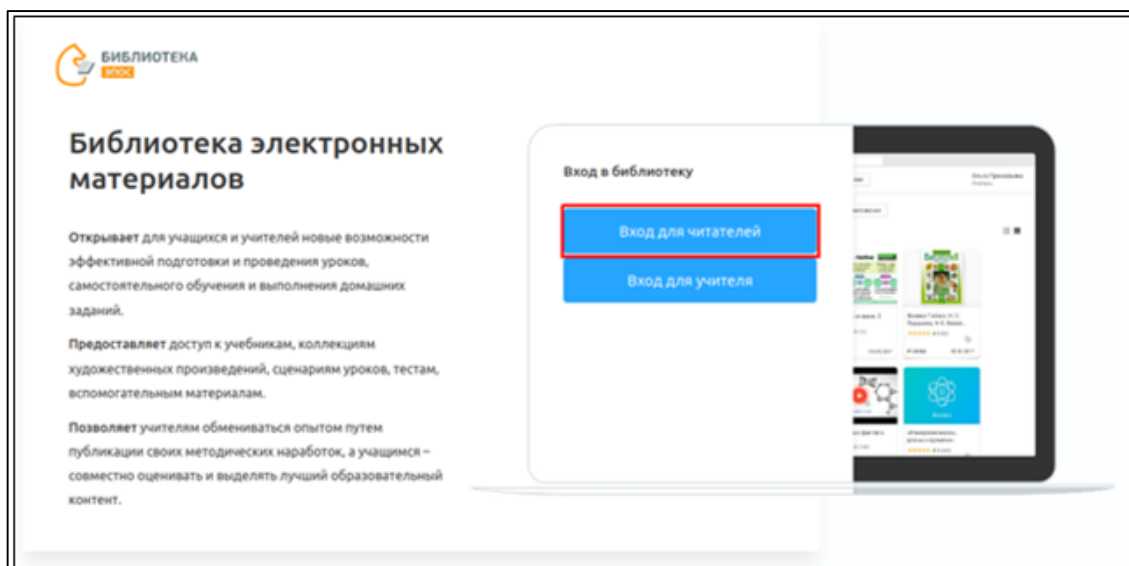 БИБЛИОТЕКА
ЭПОС
Библиотека электронных
материалов
Открывает для учащихся и учителей новые возможности
эффективной подготовки и проведения уроков,
самостоятельного обучения и выполнения домашних
заданий.
Предоставляет доступ к учебникам, коллекциям
художественных произведений, сценариям уроков, тестам,
вспомогательным материалам.
Позволяет учителям обмениваться опытом путем
публикации своих методических наработок, а учащимся –
совместно оценивать и выделять лучший образовательный
контент.
Вход в библиотеку
Вход для читателей
Вход для учителя